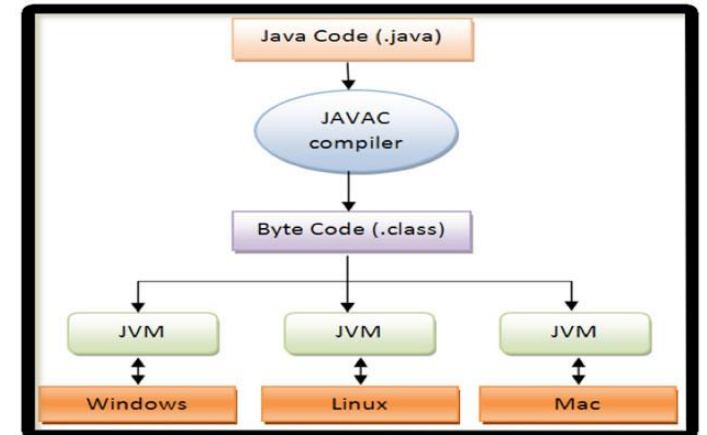 Java Code (.java)
JAVAC
compiler
Byte Code (.class)
JVM
JVM
JVM
Windows
Linux
Mac